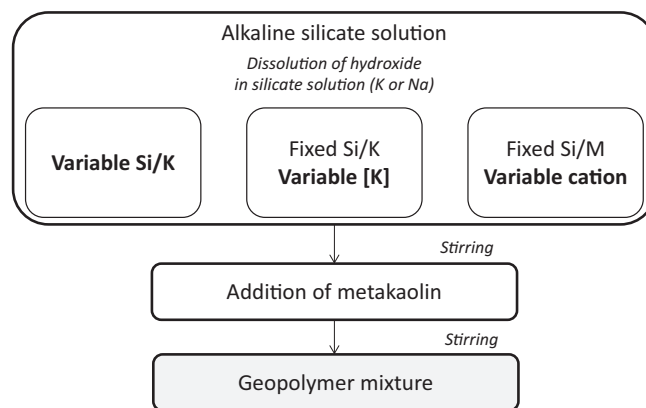 Alkaline silicate solution
Dissolution of hydroxide
in silicate solution (K or Na)
Variable Si/K
Fixed Si/K
Variable [K]
Fixed Si/M
Variable cation
Stirring
Addition of metakaolin
Stirring
Geopolymer mixture